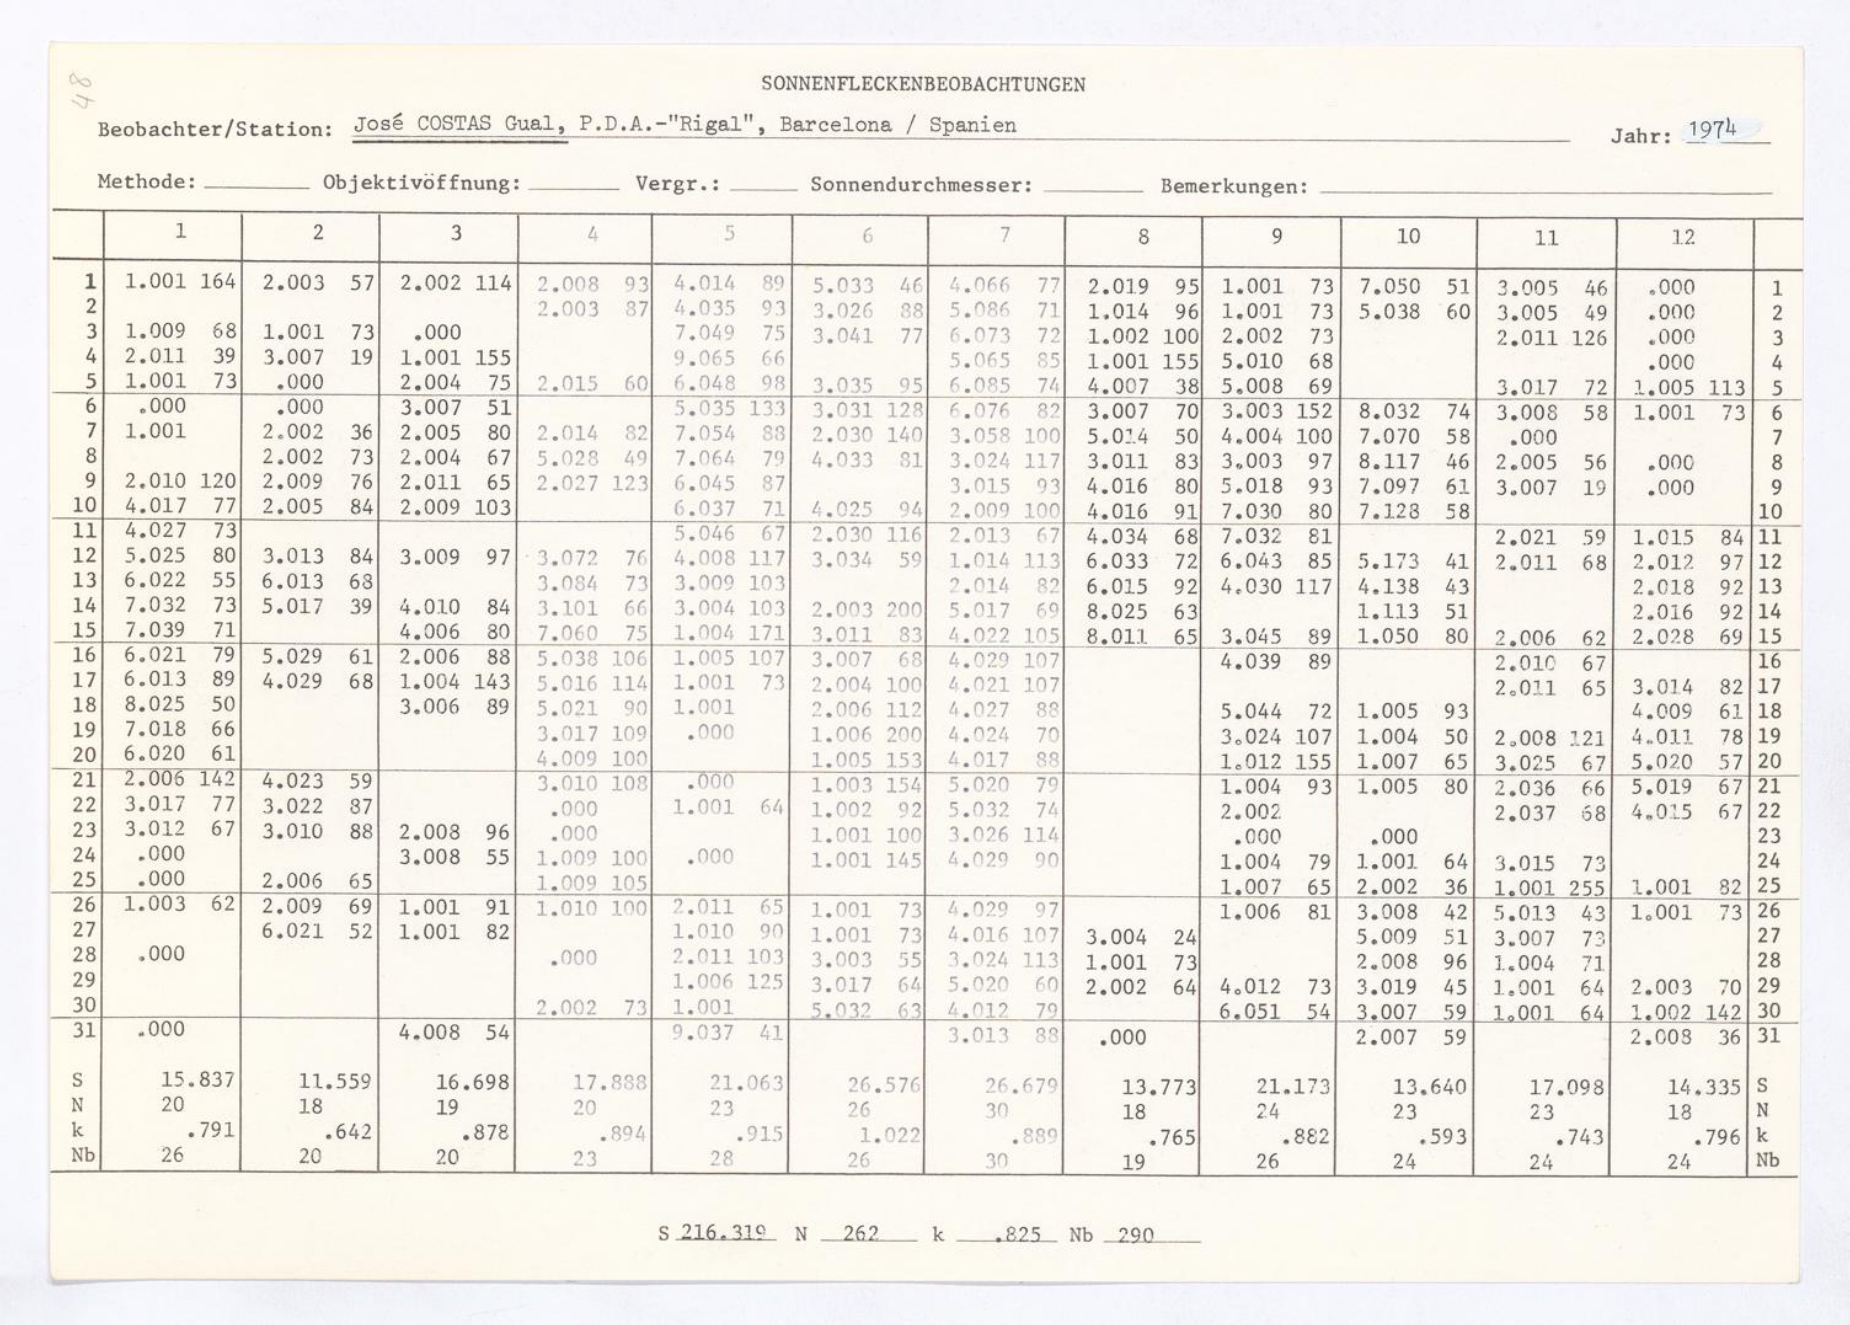 48
SONNENFLECKENBEOBACHTUNGEN
Beobachter/Station: José COSTAS Gual, P.D.A.-"Rigal", Barcelona / Spanien Jahr: 1974
Methode: Objektivöffnung: Vergr.: Sonnendurchmesser: Bemerkungen:
1 2 3 4 5 6 7 8 9 10 11 12
1 1.001 164 2.003 57 2.002 114 2.008 93 4.014 89 5.033 46 4.066 77 2.019 95 1.001 73 7.050 51 3.005 46 .000 1
2 2.003 87 4.035 93 3.026 88 5.086 71 1.014 96 1.001 73 5.038 60 3.005 49 .000 2
3 1.009 68 1.001 73 .000 7.049 75 3.041 77 6.073 72 1.002 100 2.002 73 2.011 126 .000 3
4 2.011 39 3.007 19 1.001 155 9.065 66 5.065 85 1.001 155 5.010 68 .000 4
5 1.001 73 .000 2.004 75 2.015 60 6.048 98 3.035 95 6.085 74 4.007 38 5.008 69 3.017 72 1.005 113 5
6 .000 .000 3.007 51 5.035 133 3.031 128 6.076 82 3.007 70 3.003 152 8.032 74 3.008 58 1.001 73 6
7 1.001 2.002 36 2.005 80 2.014 82 7.054 88 2.030 140 3.058 100 5.014 50 4.004 100 7.070 58 .000 7
8 2.002 73 2.004 67 5.028 49 7.064 79 4.033 81 3.024 117 3.011 83 3.003 97 8.117 46 2.005 56 .000 8
9 2.010 120 2.009 76 2.011 65 2.027 123 6.045 87 3.015 93 4.016 80 5.018 93 7.097 61 3.007 19 .000 9
10 4.017 77 2.005 84 2.009 103 6.037 71 4.025 94 2.009 100 4.016 91 7.030 80 7.128 58 10
11 4.027 73 5.046 67 2.030 116 2.013 67 4.034 68 7.032 81 2.021 59 1.015 84 11
12 5.025 80 3.013 84 3.009 97 3.072 76 4.008 117 3.034 59 1.014 113 6.033 72 6.043 85 5.173 41 2.011 68 2.012 97 12
13 6.022 55 6.013 68 3.084 73 3.009 103 2.014 82 6.015 92 4.030 117 4.138 43 2.018 92 13
14 7.032 73 5.017 39 4.010 84 3.101 66 3.004 103 2.003 200 5.017 69 8.025 63 1.113 51 2.016 92 14
15 7.039 71 4.006 80 7.060 75 1.004 171 3.011 83 4.022 105 8.011 65 3.045 89 1.050 80 2.006 62 2.028 69 15
16 6.021 79 5.029 61 2.006 88 5.038 106 1.005 107 3.007 68 4.029 107 4.039 89 2.010 67 16
17 6.013 89 4.029 68 1.004 143 5.016 114 1.001 73 2.004 100 4.021 107 2.011 65 3.014 82 17
18 8.025 50 3.006 89 5.021 90 1.001 2.006 112 4.027 88 5.044 72 1.005 93 4.009 61 18
19 7.018 66 3.017 109 .000 1.006 200 4.024 70 3.024 107 1.004 50 2.008 121 4.011 78 19
20 6.020 61 4.009 100 1.005 153 4.017 88 1.012 155 1.007 65 3.025 67 5.020 57 20
21 2.006 142 4.023 59 3.010 108 .000 1.003 154 5.020 79 1.004 93 1.005 80 2.036 66 5.019 67 21
22 3.017 77 3.022 87 .000 1.001 64 1.002 92 5.032 74 2.002 2.037 68 4.015 67 22
23 3.012 67 3.010 88 2.008 96 .000 1.001 100 3.026 114 .000 .000 23
24 .000 3.008 55 1.009 100 .000 1.001 145 4.029 90 1.004 79 1.001 64 3.015 73 24
25 .000 2.006 65 1.009 105 1.007 65 2.002 36 1.001 255 1.001 82 25
26 1.003 62 2.009 69 1.001 91 1.010 100 2.011 65 1.001 73 4.029 97 1.006 81 3.008 42 5.013 43 1.001 73 26
27 6.021 52 1.001 82 1.010 90 1.001 73 4.016 107 3.004 24 5.009 51 3.007 73 27
28 .000 .000 2.011 103 3.003 55 3.024 113 1.001 73 2.008 96 1.004 71 28
29 1.006 125 3.017 64 5.020 60 2.002 64 4.012 73 3.019 45 1.001 64 2.003 70 29
30 2.002 73 1.001 5.032 63 4.012 79 6.051 54 3.007 59 1.001 64 1.002 142 30
31 .000 4.008 54 9.037 41 3.013 88 .000 2.007 59 2.008 36 31
S 15.837 11.559 16.698 17.888 21.063 26.576 26.679 13.773 21.173 13.640 17.098 14.335 S
N 20 18 19 20 23 26 30 18 24 23 23 18 N
k .791 .642 .878 .894 .915 1.022 .889 .765 .882 .593 .743 .796 k
Nb 26 20 20 23 28 26 30 19 26 24 24 24 Nb
S 216.319 N 262 k .825 Nb 290